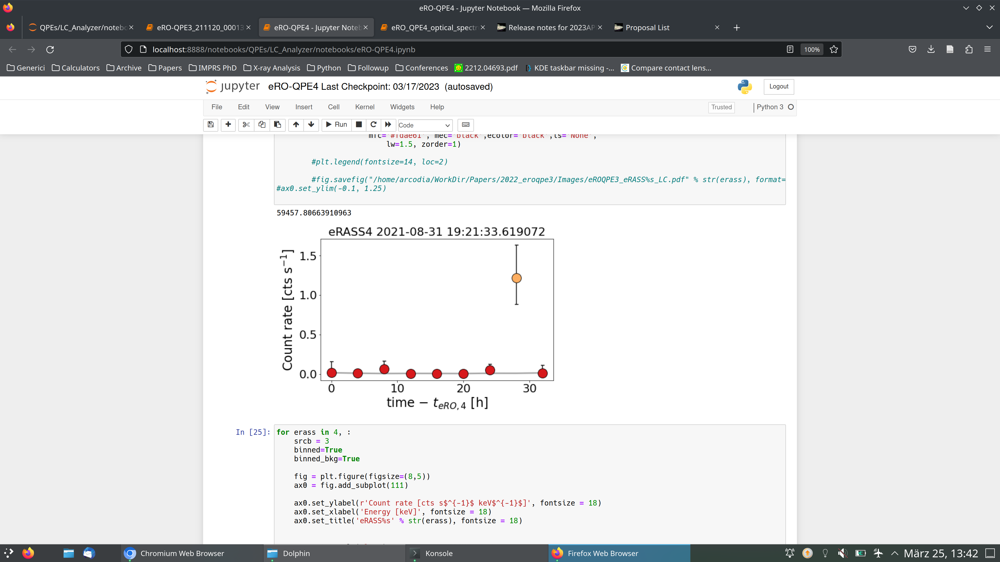 eRO-QPE4 - Jupyter Notebook — Mozilla Firefox
QPEs/LC_Analyzer/notebo
eRO-QPE3_211120_00013
eRO-QPE4 - Jupyter Noteb
eRO_QPE4_optical_spectr
Release notes for 2023AP
Proposal List
localhost:8888/notebooks/QPEs/LC_Analyzer/notebooks/eRO-QPE4.ipynb
100%
Generici Calculators Archive Papers IMPRS PhD X-ray Analysis Python Followup Conferences 2212.04693.pdf KDE taskbar missing -... Compare contact lens...
jupyter eRO-QPE4 Last Checkpoint: 03/17/2023 (autosaved)
Logout
File Edit View Insert Cell Kernel Widgets Help
Trusted
Python 3
Run
Code
mfc='#fdae61', mec='black',ecolor='black',ls='None',
lw=1.5, zorder=1)
#plt.legend(fontsize=14, loc=2)
#fig.savefig("/home/arcodia/WorkDir/Papers/2022_eroqpe3/Images/eROQPE3_eRASS%s_LC.pdf" % str(erass), format=
#ax0.set_ylim(-0.1, 1.25)
59457.80663910963
eRASS4 2021-08-31 19:21:33.619072
Count rate [cts s⁻¹]
1.5
1.0
0.5
0.0
0 10 20 30
time − t_eRO,4 [h]
In [25]:
for erass in 4, :
srcb = 3
binned=True
binned_bkg=True
fig = plt.figure(figsize=(8,5))
ax0 = fig.add_subplot(111)
ax0.set_ylabel(r'Count rate [cts s$^{-1}$ keV$^{-1}$]', fontsize = 18)
ax0.set_xlabel('Energy [keV]', fontsize = 18)
ax0.set_title('eRASS%s' % str(erass), fontsize = 18)
Chromium Web Browser
Dolphin
Konsole
Firefox Web Browser
März 25, 13:42